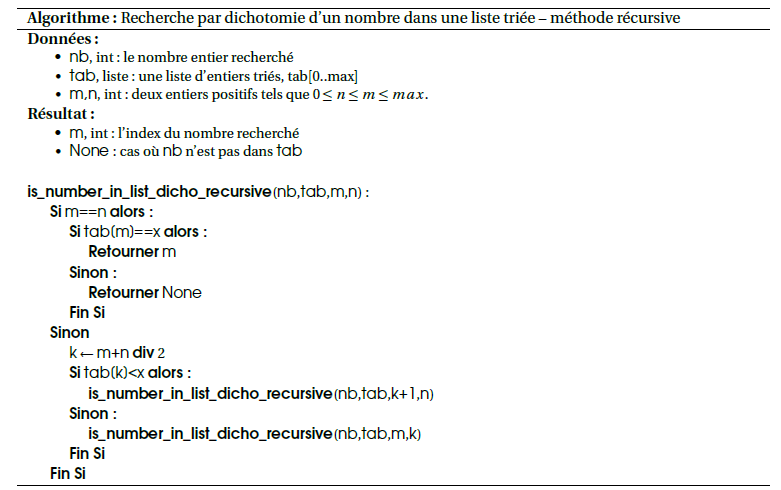 Algorithme : Recherche par dichotomie d'un nombre dans une liste triée – méthode récursive
Données :
• nb, int : le nombre entier recherché
• tab, liste : une liste d'entiers triés, tab[0..max]
• m,n, int : deux entiers positifs tels que 0 ≤ n ≤ m ≤ max.
Résultat :
• m, int : l'index du nombre recherché
• None : cas où nb n'est pas dans tab
is_number_in_list_dicho_recursive(nb,tab,m,n) :
Si m==n alors :
Si tab(m)==x alors :
Retourner m
Sinon :
Retourner None
Fin Si
Sinon
k ← m+n div 2
Si tab(k)<x alors :
is_number_in_list_dicho_recursive(nb,tab,k+1,n)
Sinon :
is_number_in_list_dicho_recursive(nb,tab,m,k)
Fin Si
Fin Si